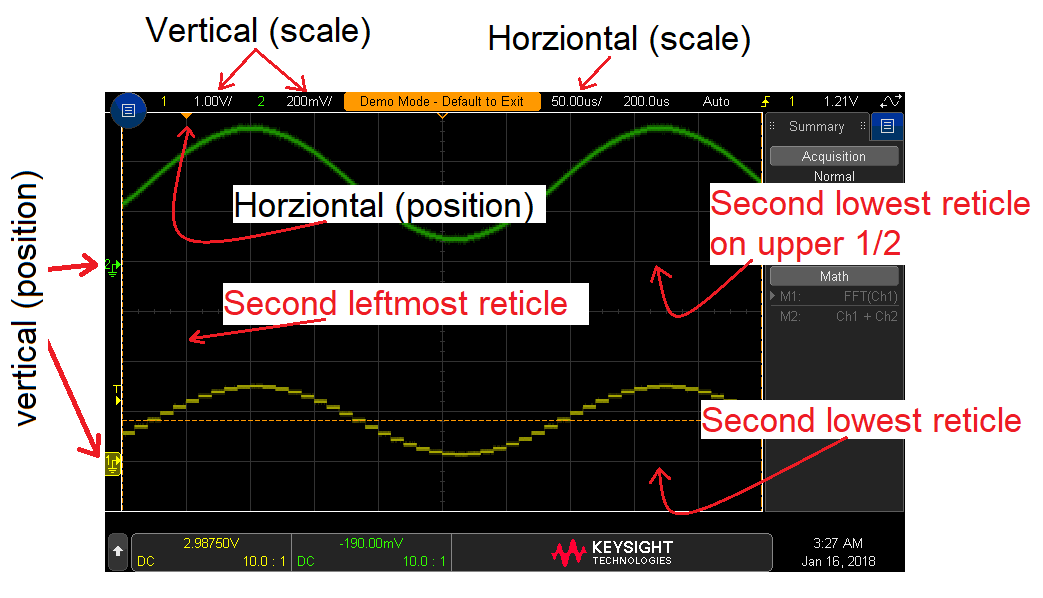 Vertical (scale)
Horziontal (scale)
1 1.00V/ 2 200mV/ Demo Mode - Default to Exit 50.00us/ 200.0us Auto 1 1.21V
Summary
Acquisition
Normal
Horziontal (position)
Second lowest reticle
on upper 1/2
vertical (position)
2
Math
M1: FFT(Ch1)
M2: Ch1 + Ch2
Second leftmost reticle
T
Second lowest reticle
1
2.98750V
DC 10.0 : 1
-190.00mV
DC 10.0 : 1
KEYSIGHT
TECHNOLOGIES
3:27 AM
Jan 16, 2018